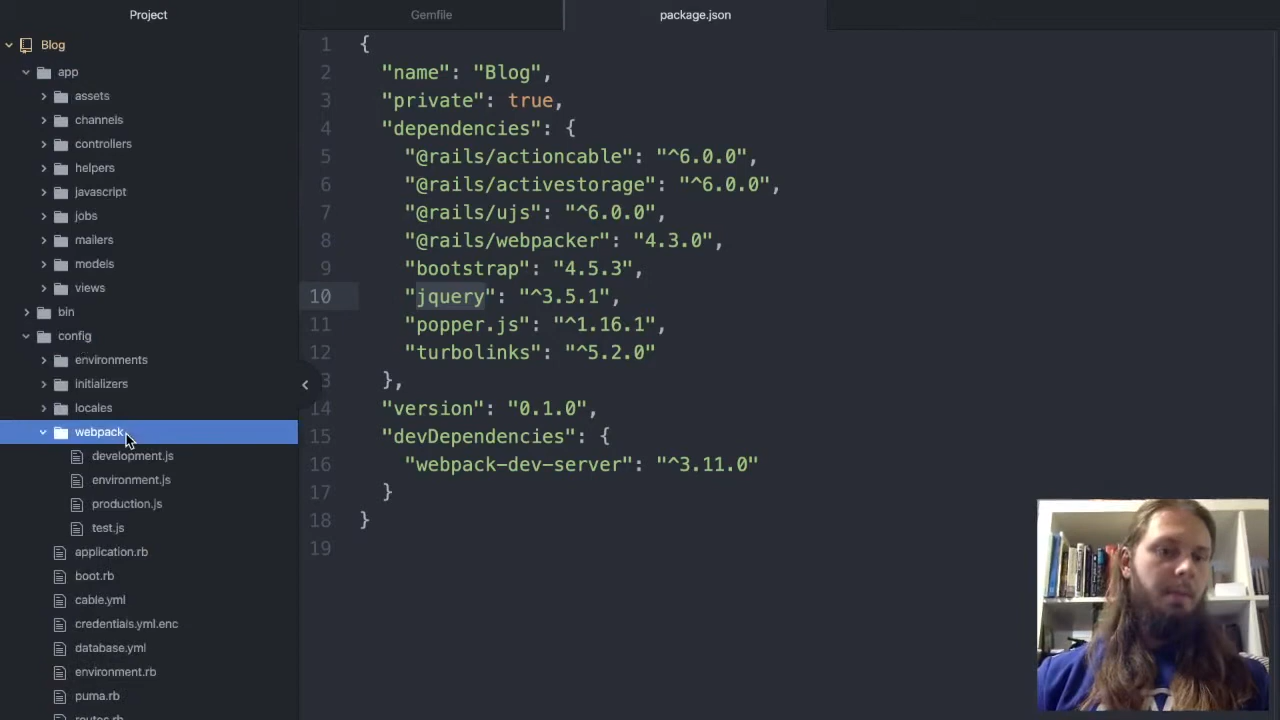 Project
Blog
app
assets
channels
controllers
helpers
javascript
jobs
mailers
models
views
bin
config
environments
initializers
locales
webpack
development.js
environment.js
production.js
test.js
application.rb
boot.rb
cable.yml
credentials.yml.enc
database.yml
environment.rb
puma.rb
routes.rb
Gemfile
package.json
1 {
2 "name": "Blog",
3 "private": true,
4 "dependencies": {
5 "@rails/actioncable": "^6.0.0",
6 "@rails/activestorage": "^6.0.0",
7 "@rails/ujs": "^6.0.0",
8 "@rails/webpacker": "4.3.0",
9 "bootstrap": "4.5.3",
10 "jquery": "^3.5.1",
11 "popper.js": "^1.16.1",
12 "turbolinks": "^5.2.0"
3 },
14 "version": "0.1.0",
15 "devDependencies": {
16 "webpack-dev-server": "^3.11.0"
17 }
18 }
19